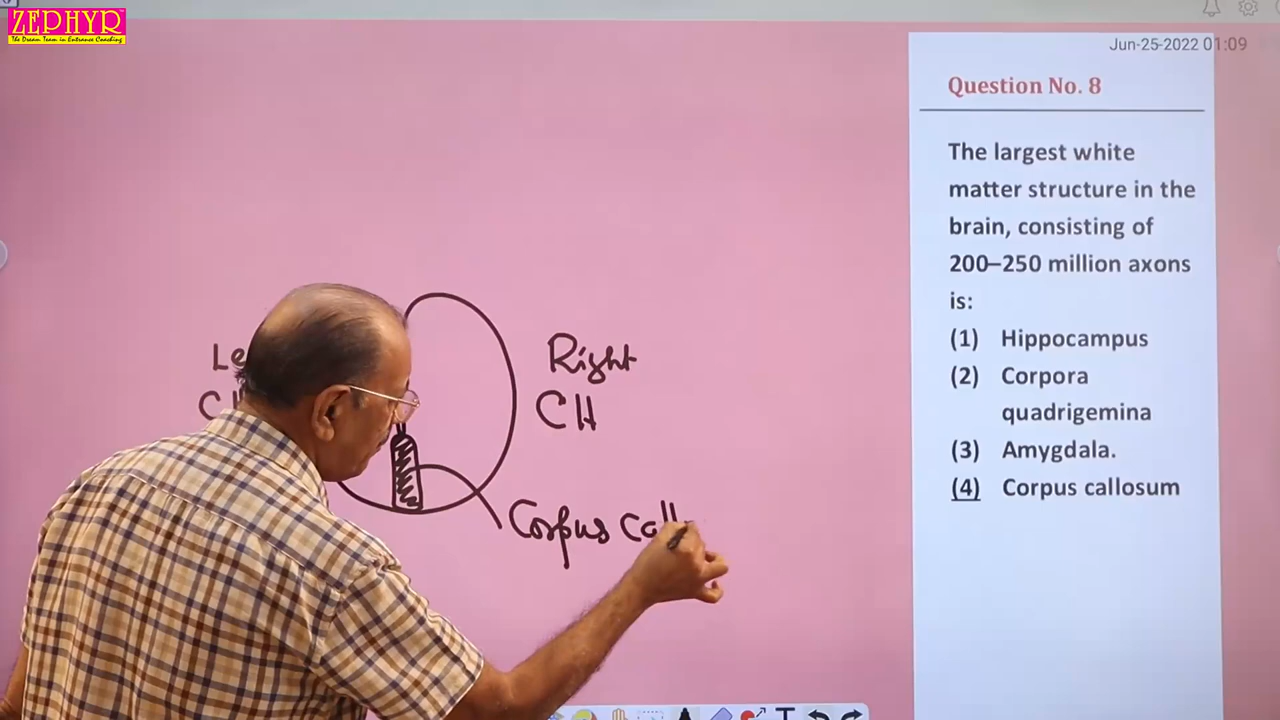 ZEPHYR
The Dream Team in Entrance Coaching
Jun-25-2022 01:09
Question No. 8
The largest white
matter structure in the
brain, consisting of
200–250 million axons
is:
(1) Hippocampus
(2) Corpora
quadrigemina
(3) Amygdala.
(4) Corpus callosum
Le
C
Right
CH
Corpus Call